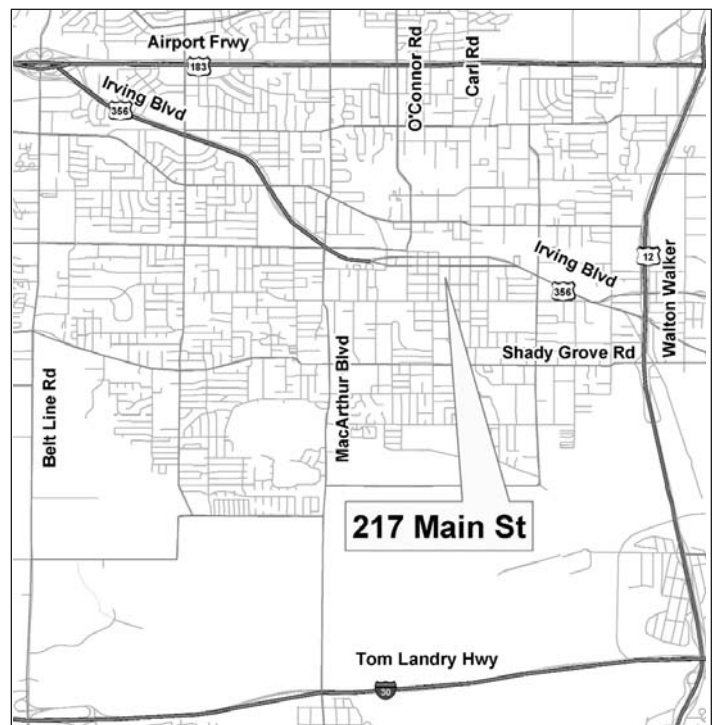 Airport Frwy
183
O'Connor Rd
Carl Rd
Irving Blvd
356
Irving Blvd
356
12
Walton Walker
Shady Grove Rd
MacArthur Blvd
Belt Line Rd
217 Main St
Tom Landry Hwy
30